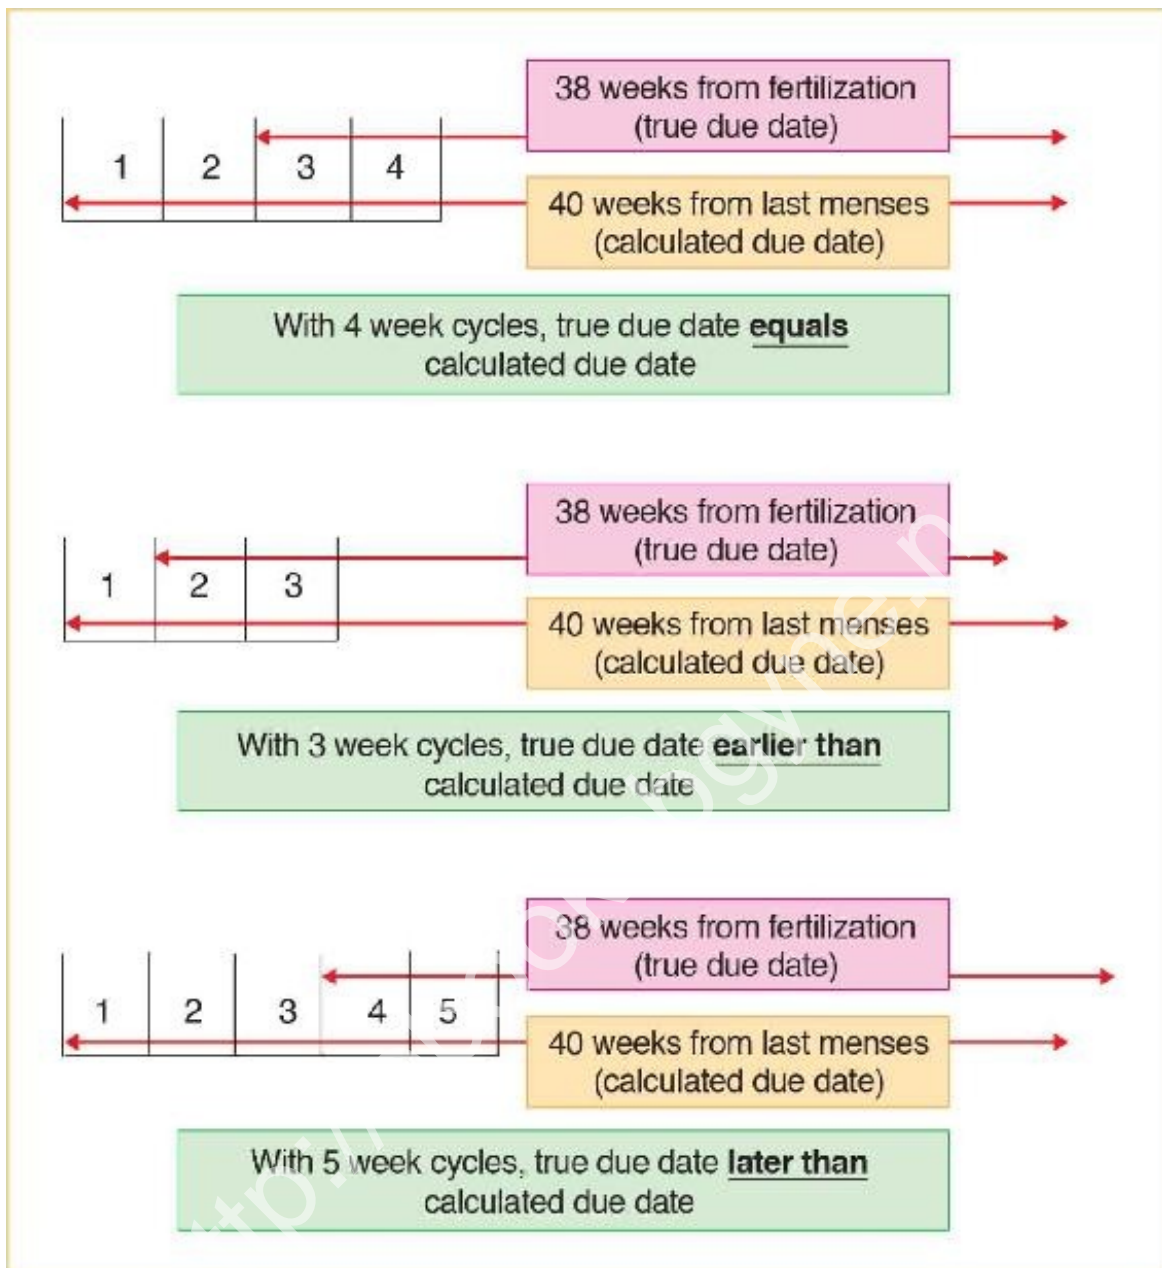 38 weeks from fertilization
(true due date)
1 2 3 4
40 weeks from last menses
(calculated due date)
With 4 week cycles, true due date equals
calculated due date
38 weeks from fertilization
(true due date)
1 2 3
40 weeks from last menses
(calculated due date)
With 3 week cycles, true due date earlier than
calculated due date
38 weeks from fertilization
(true due date)
1 2 3 4 5
40 weeks from last menses
(calculated due date)
With 5 week cycles, true due date later than
calculated due date